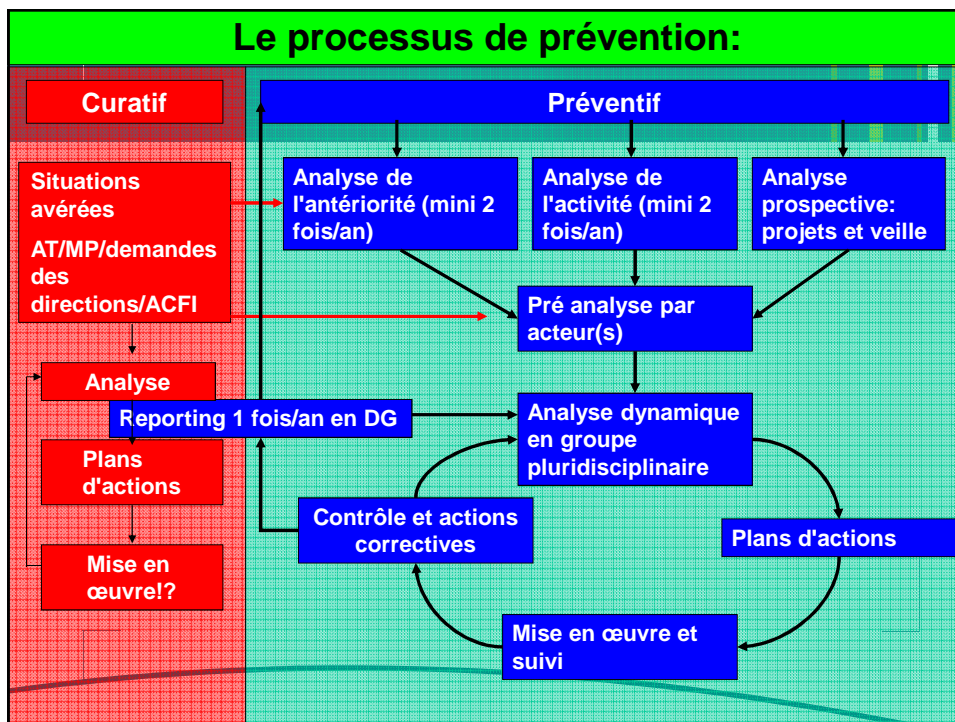 Le processus de prévention:
Curatif
Préventif
Situations
avérées
AT/MP/demandes
des
directions/ACFI
Analyse de
l'antériorité (mini 2
fois/an)
Analyse de
l'activité (mini 2
fois/an)
Analyse
prospective:
projets et veille
Pré analyse par
acteur(s)
Analyse
Reporting 1 fois/an en DG
Analyse dynamique
en groupe
pluridisciplinaire
Plans
d'actions
Contrôle et actions
correctives
Plans d'actions
Mise en
œuvre!?
Mise en œuvre et
suivi